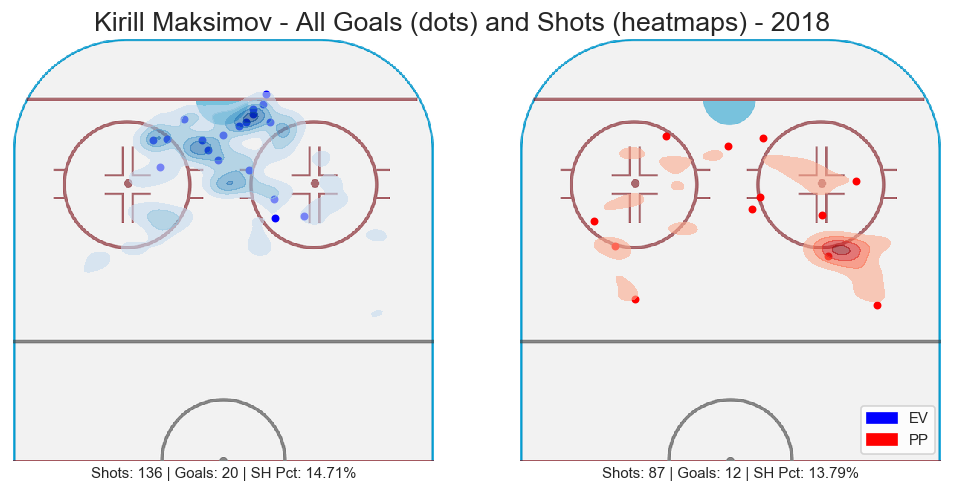 Kirill Maksimov - All Goals (dots) and Shots (heatmaps) - 2018
EV
PP
Shots: 136 | Goals: 20 | SH Pct: 14.71%
Shots: 87 | Goals: 12 | SH Pct: 13.79%